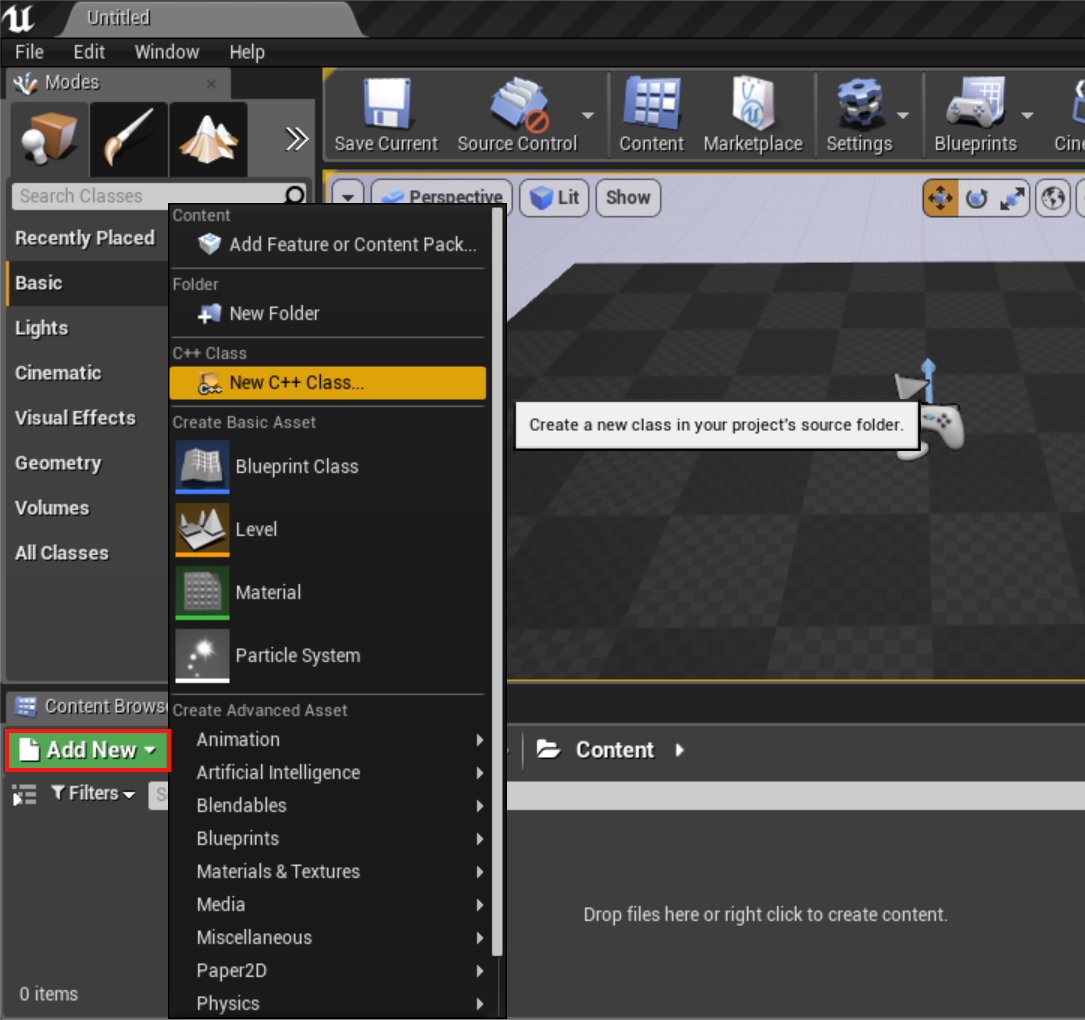 Untitled
File Edit Window Help
Modes
Save Current Source Control Content Marketplace Settings Blueprints Cine
Search Classes
Perspective Lit Show
Recently Placed
Basic
Lights
Cinematic
Visual Effects
Geometry
Volumes
All Classes
Content
Add Feature or Content Pack...
Folder
New Folder
C++ Class
New C++ Class...
Create a new class in your project's source folder.
Create Basic Asset
Blueprint Class
Level
Material
Particle System
Create Advanced Asset
Animation
Artificial Intelligence
Blendables
Blueprints
Materials & Textures
Media
Miscellaneous
Paper2D
Physics
Content Brows
Add New
Content
Filters
S
Drop files here or right click to create content.
0 items